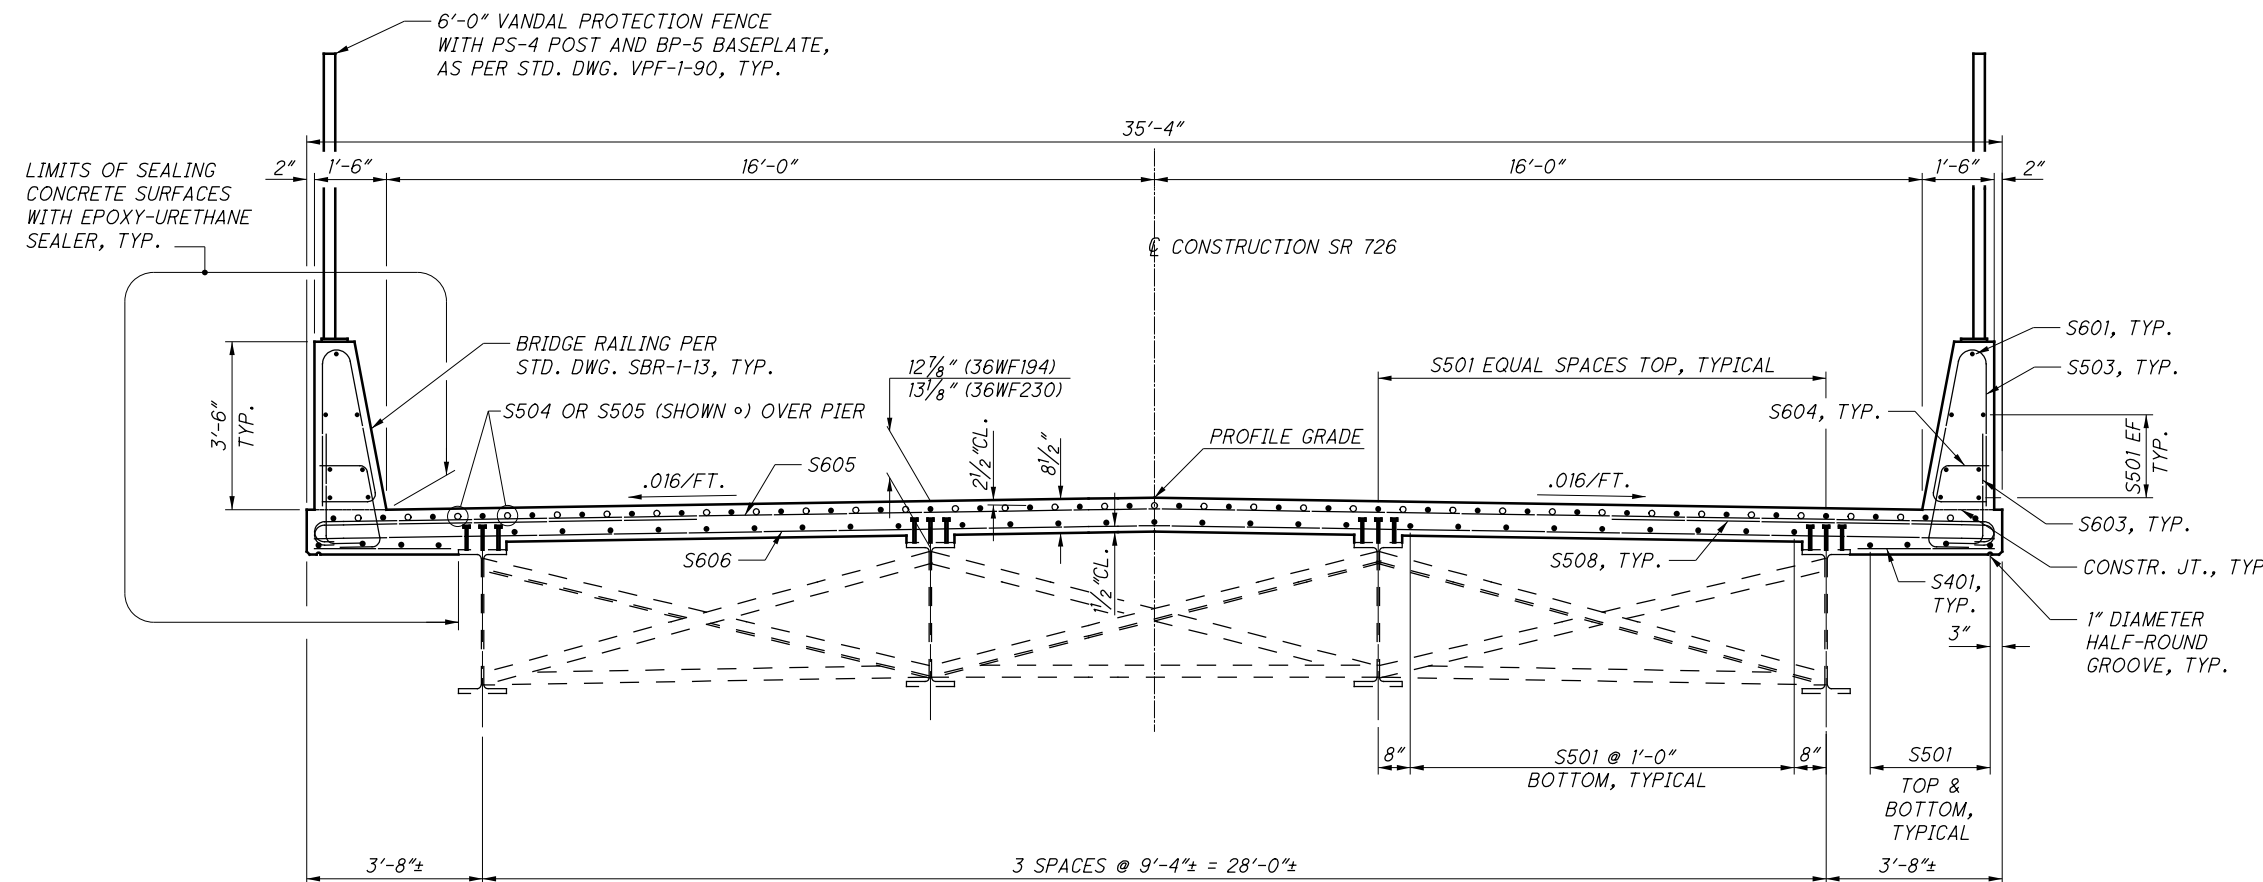 6'-0" VANDAL PROTECTION FENCE
WITH PS-4 POST AND BP-5 BASEPLATE,
AS PER STD. DWG. VPF-1-90, TYP.
35'-4"
2"
1'-6"
16'-0"
16'-0"
1'-6"
2"
LIMITS OF SEALING
CONCRETE SURFACES
WITH EPOXY-URETHANE
SEALER, TYP.
℄ CONSTRUCTION SR 726
BRIDGE RAILING PER
STD. DWG. SBR-1-13, TYP.
12⅞" (36WF194)
13⅛" (36WF230)
S501 EQUAL SPACES TOP, TYPICAL
S601, TYP.
S503, TYP.
3'-6"
TYP.
S504 OR S505 (SHOWN ∘) OVER PIER
S604, TYP.
PROFILE GRADE
2½"CL.
8½"
S501 EF
TYP.
.016/FT.
S605
.016/FT.
S603, TYP.
S606
S508, TYP.
CONSTR. JT., TYP
1½"CL.
S401,
TYP.
1" DIAMETER
HALF-ROUND
GROOVE, TYP.
3"
8"
S501 @ 1'-0"
BOTTOM, TYPICAL
8"
S501
TOP &
BOTTOM,
TYPICAL
3'-8"±
3 SPACES @ 9'-4"± = 28'-0"±
3'-8"±